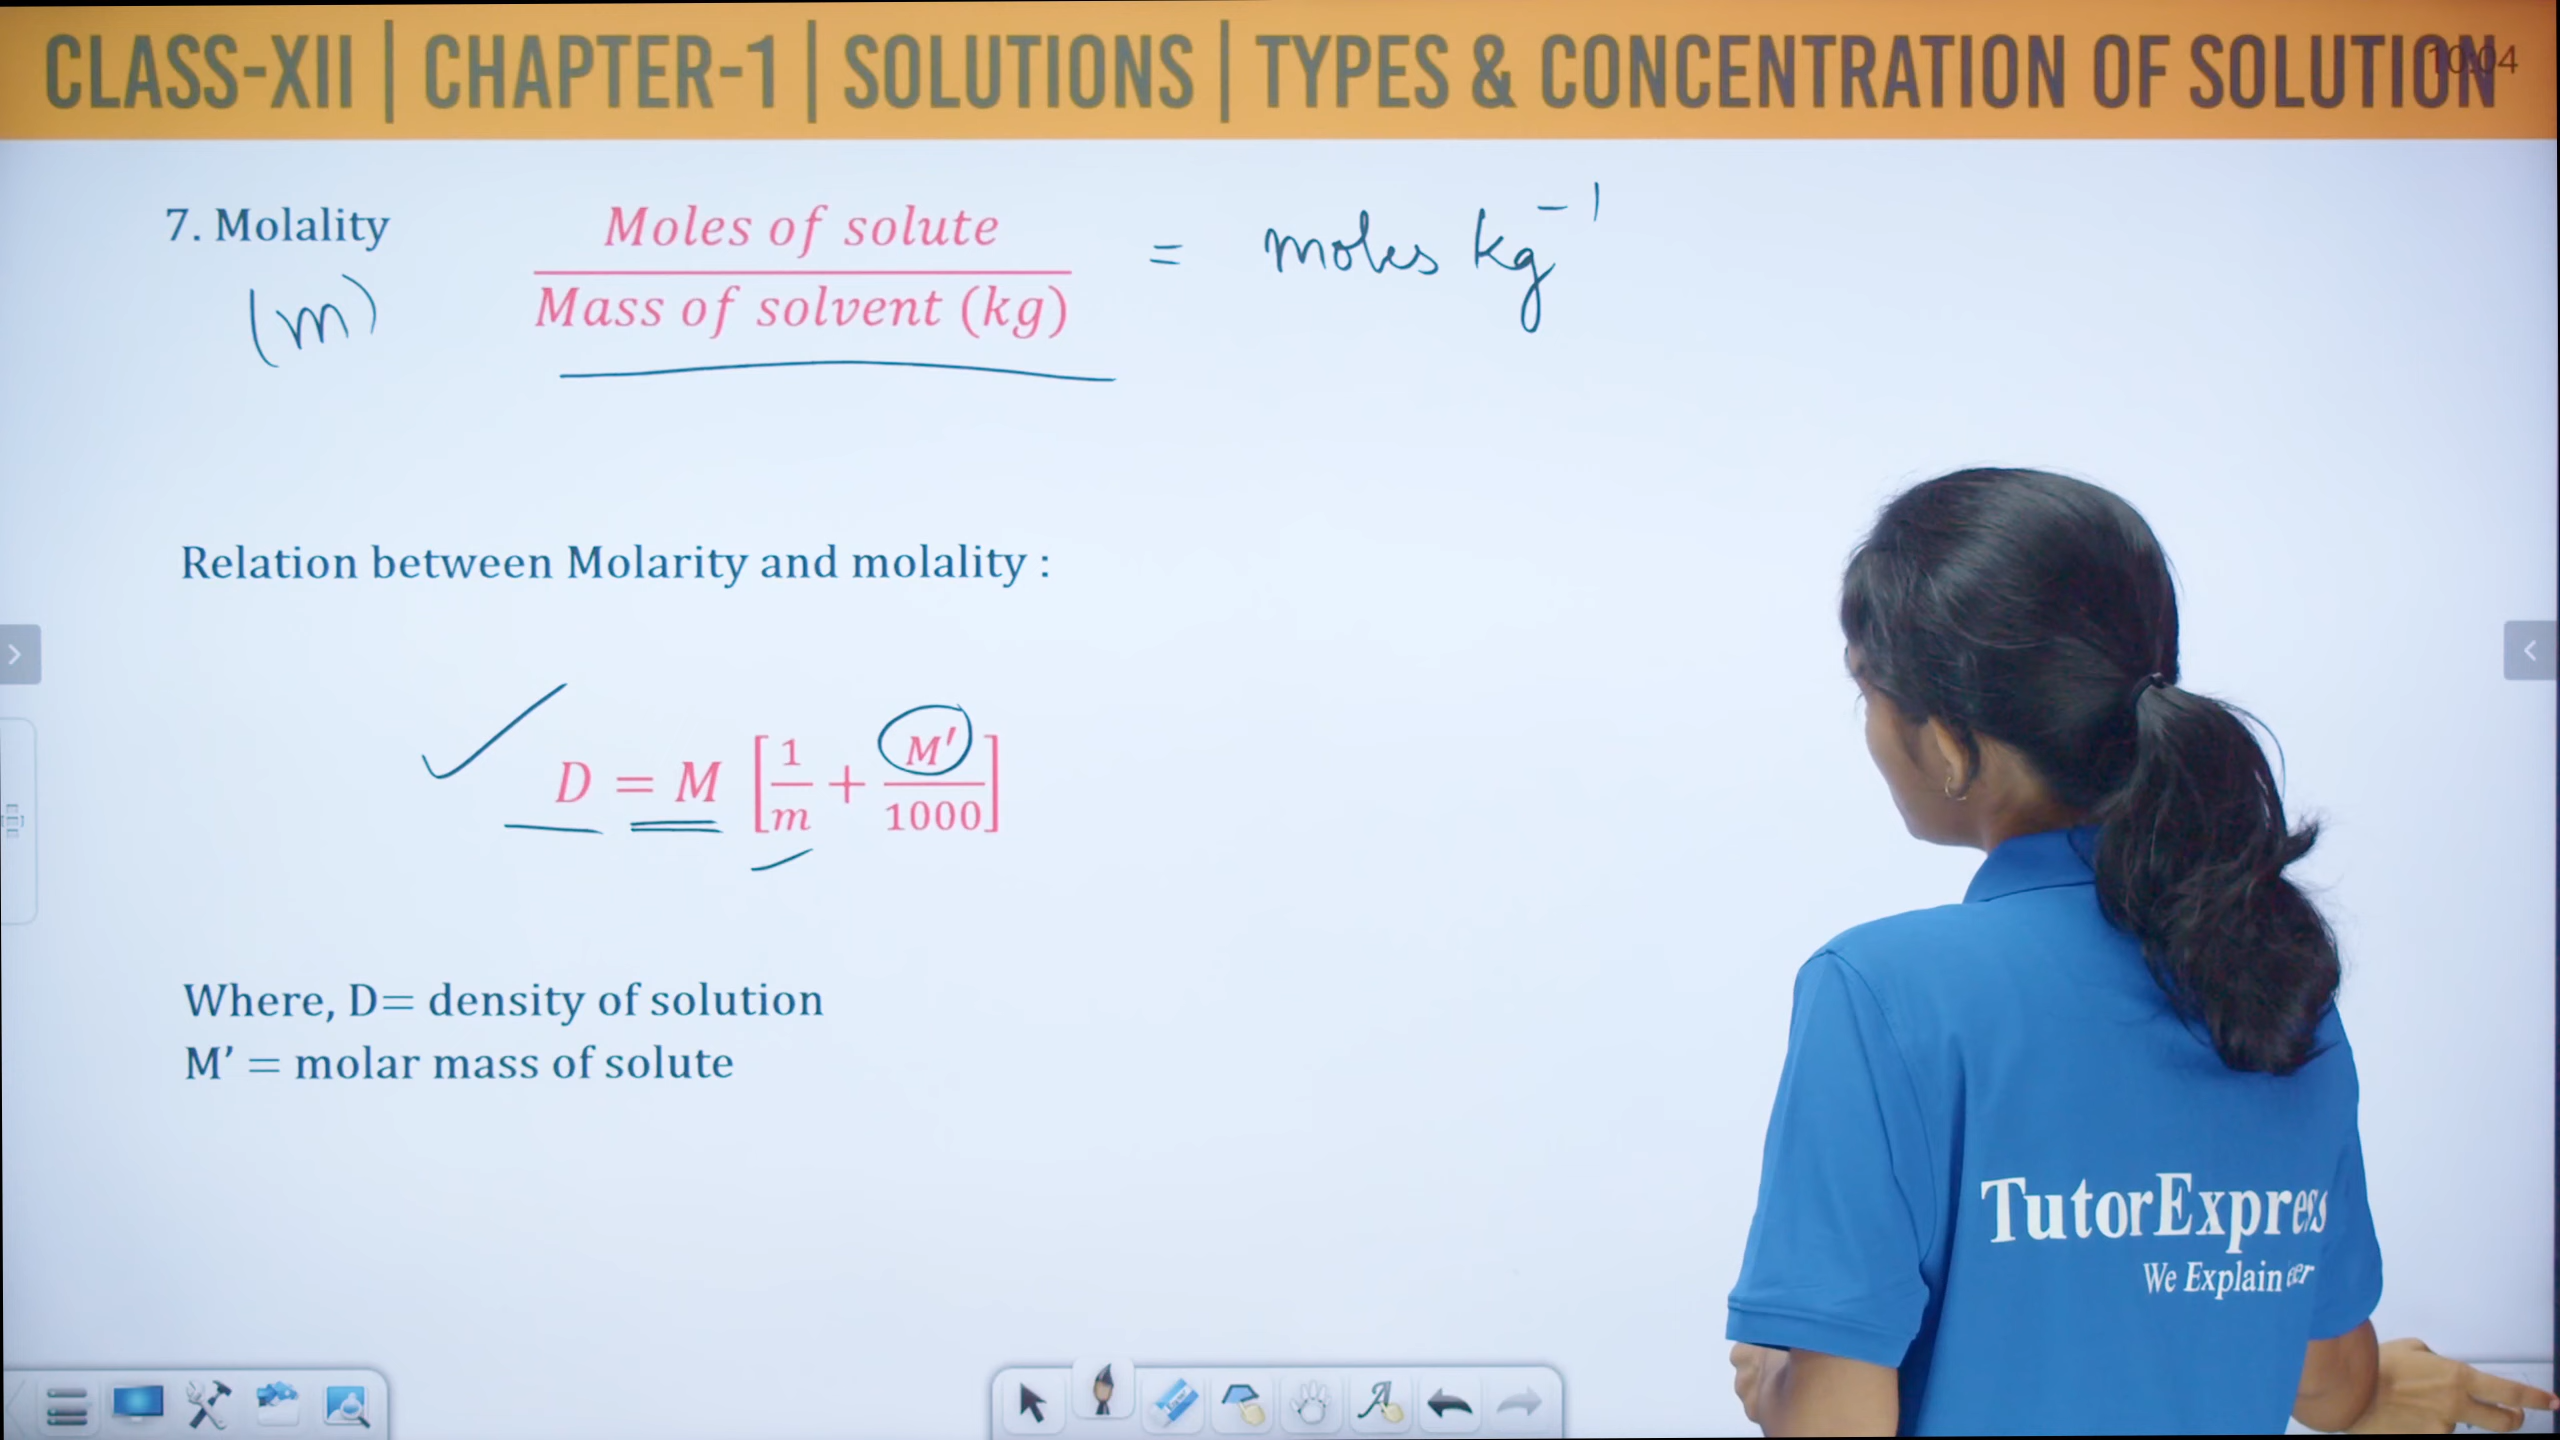 CLASS-XII | CHAPTER-1 | SOLUTIONS | TYPES & CONCENTRATION OF SOLUTION
10:04
7. Molality
(m)
Moles of solute
Mass of solvent (kg)
= moles kg⁻¹
Relation between Molarity and molality :
D = M [1/m + M′/1000]
Where, D= density of solution
M’ = molar mass of solute
TutorExpress
We Explain